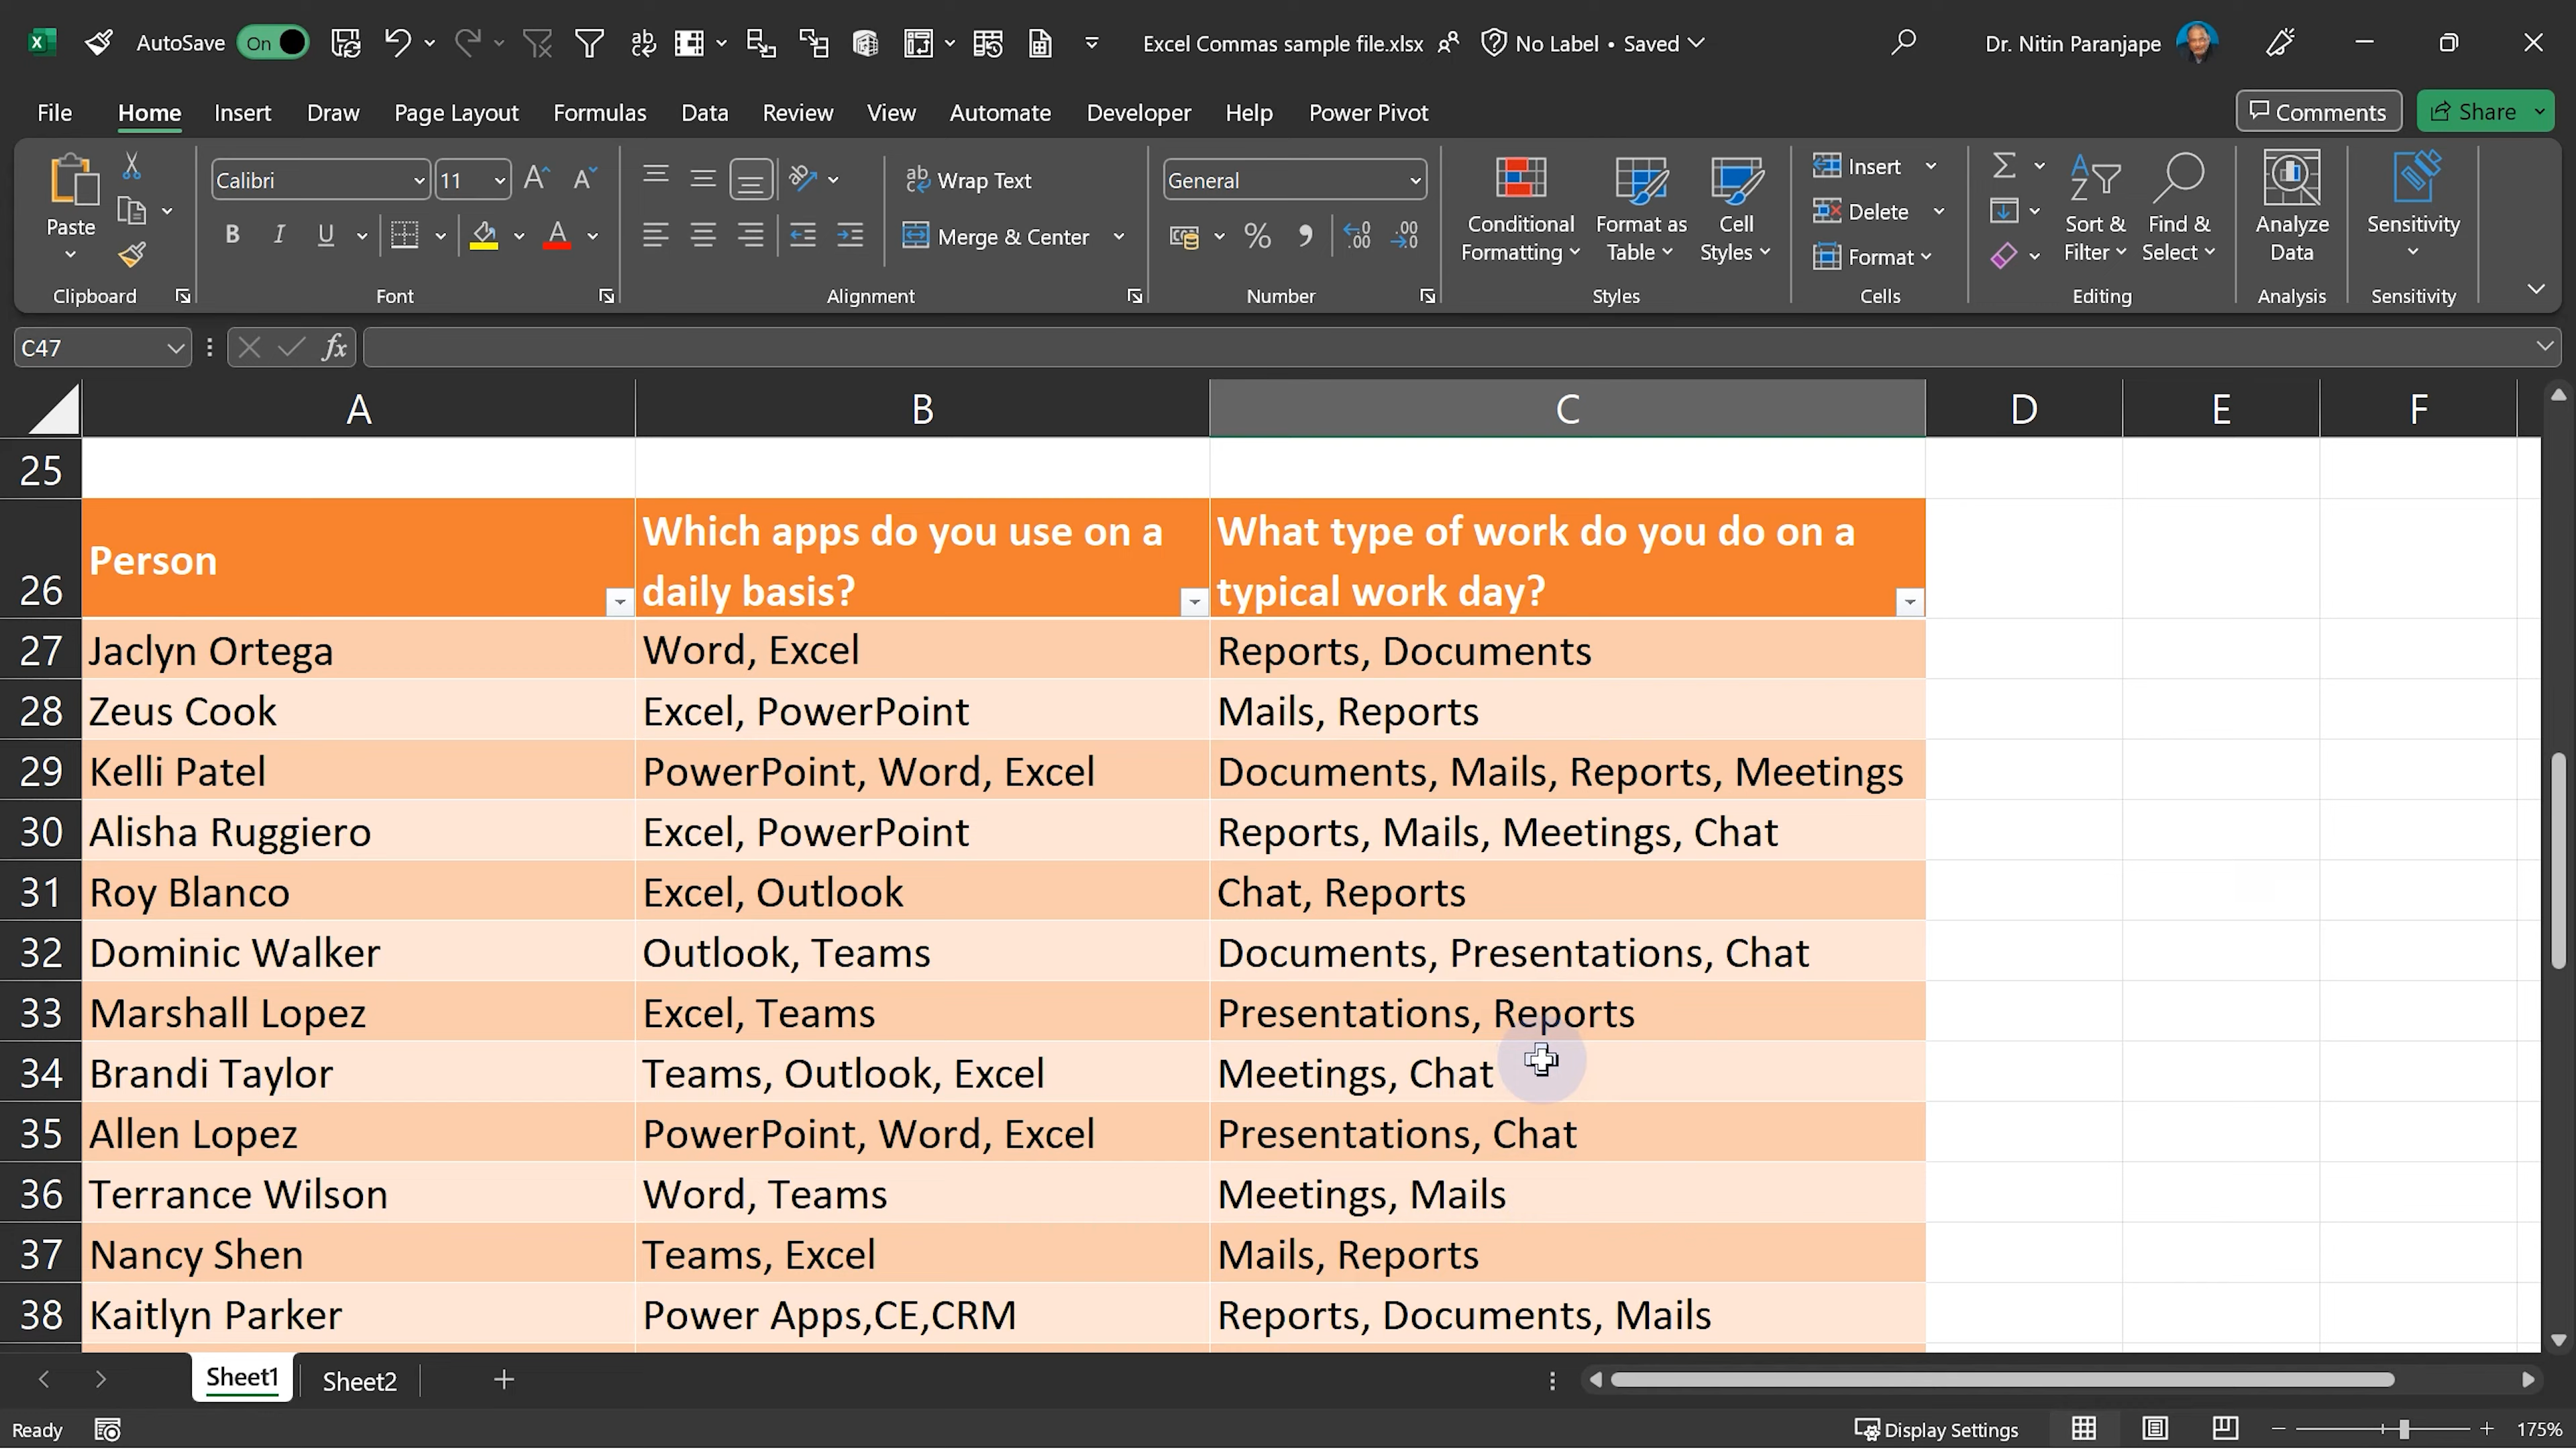 AutoSave On Excel Commas sample file.xlsx No Label • Saved Dr. Nitin Paranjape
File Home Insert Draw Page Layout Formulas Data Review View Automate Developer Help Power Pivot Comments Share
Paste Calibri 11 Wrap Text General Conditional Formatting Format as Table Cell Styles Insert Sort & Filter Find & Select Analyze Data Sensitivity
B I U A Merge & Center % Delete
Format
Clipboard Font Alignment Number Styles Cells Editing Analysis Sensitivity
C47 fx
A B C D E F
25
26 Person Which apps do you use on a daily basis? What type of work do you do on a typical work day?
27 Jaclyn Ortega Word, Excel Reports, Documents
28 Zeus Cook Excel, PowerPoint Mails, Reports
29 Kelli Patel PowerPoint, Word, Excel Documents, Mails, Reports, Meetings
30 Alisha Ruggiero Excel, PowerPoint Reports, Mails, Meetings, Chat
31 Roy Blanco Excel, Outlook Chat, Reports
32 Dominic Walker Outlook, Teams Documents, Presentations, Chat
33 Marshall Lopez Excel, Teams Presentations, Reports
34 Brandi Taylor Teams, Outlook, Excel Meetings, Chat
35 Allen Lopez PowerPoint, Word, Excel Presentations, Chat
36 Terrance Wilson Word, Teams Meetings, Mails
37 Nancy Shen Teams, Excel Mails, Reports
38 Kaitlyn Parker Power Apps,CE,CRM Reports, Documents, Mails
Sheet1 Sheet2
Ready Display Settings 175%